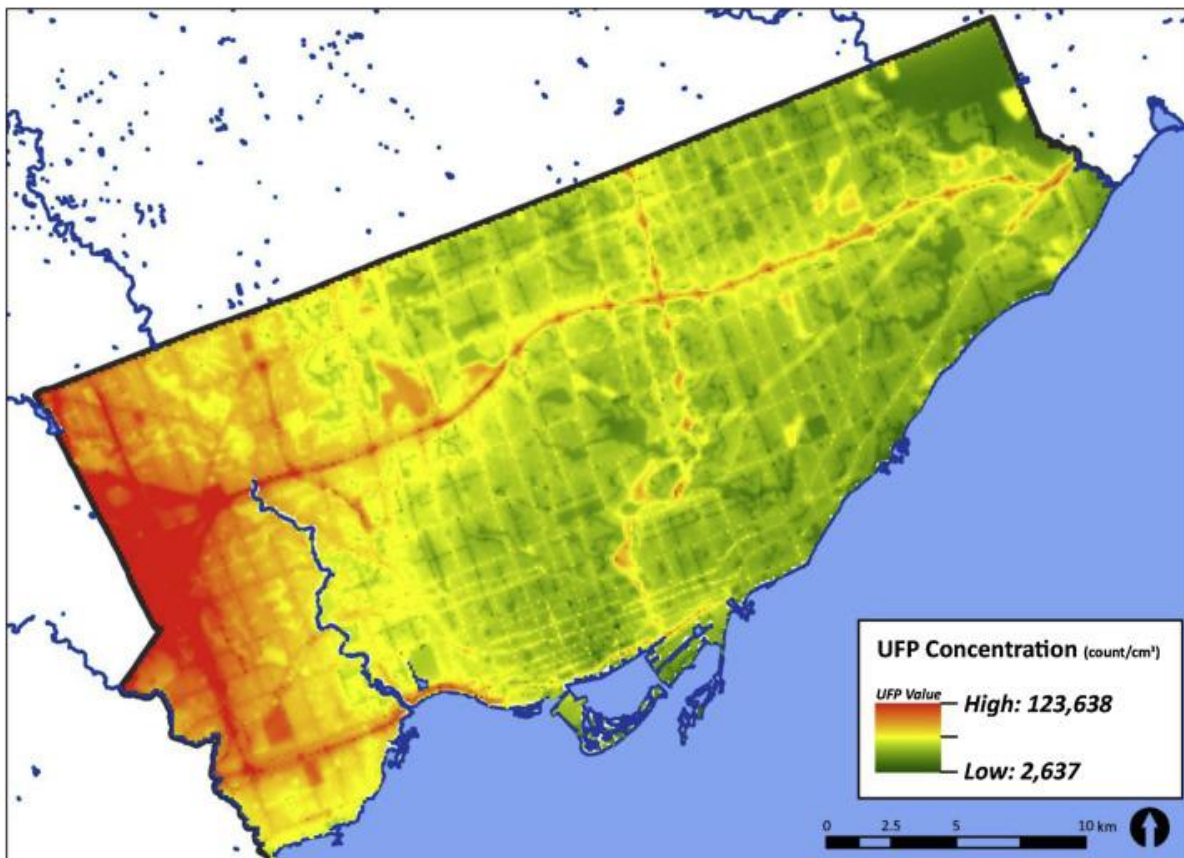 UFP Concentration (count/cm³)
UFP Value
High: 123,638
Low: 2,637
0 2.5 5 10 km